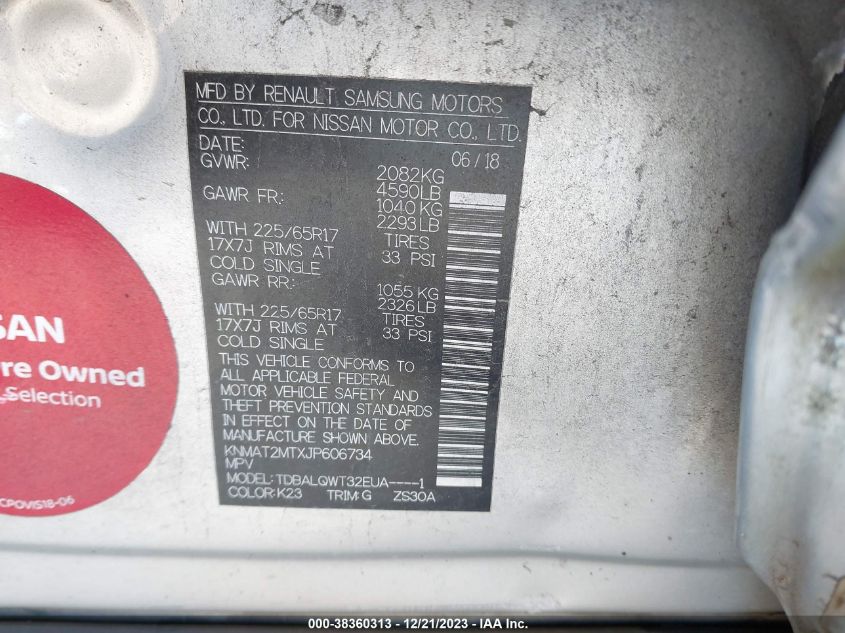 MFD BY RENAULT SAMSUNG MOTORS
CO., LTD. FOR NISSAN MOTOR CO., LTD.
DATE: 06/18
GVWR: 2082KG
4590LB
GAWR FR: 1040 KG
2293 LB
WITH 225/65R17 TIRES
17X7J RIMS AT 33 PSI
COLD SINGLE
GAWR RR: 1055 KG
2326 LB
WITH 225/65R17 TIRES
17X7J RIMS AT 33 PSI
COLD SINGLE
THIS VEHICLE CONFORMS TO
ALL APPLICABLE FEDERAL
MOTOR VEHICLE SAFETY AND
THEFT PREVENTION STANDARDS
IN EFFECT ON THE DATE OF
MANUFACTURE SHOWN ABOVE.
KNMAT2MTXJP606734
MPV
MODEL: TDBALQWT32EUA----1
COLOR: K23 TRIM: G ZS30A
SAN
re Owned
Selection
CPOVIS18-06
000-38360313 - 12/21/2023 - IAA Inc.